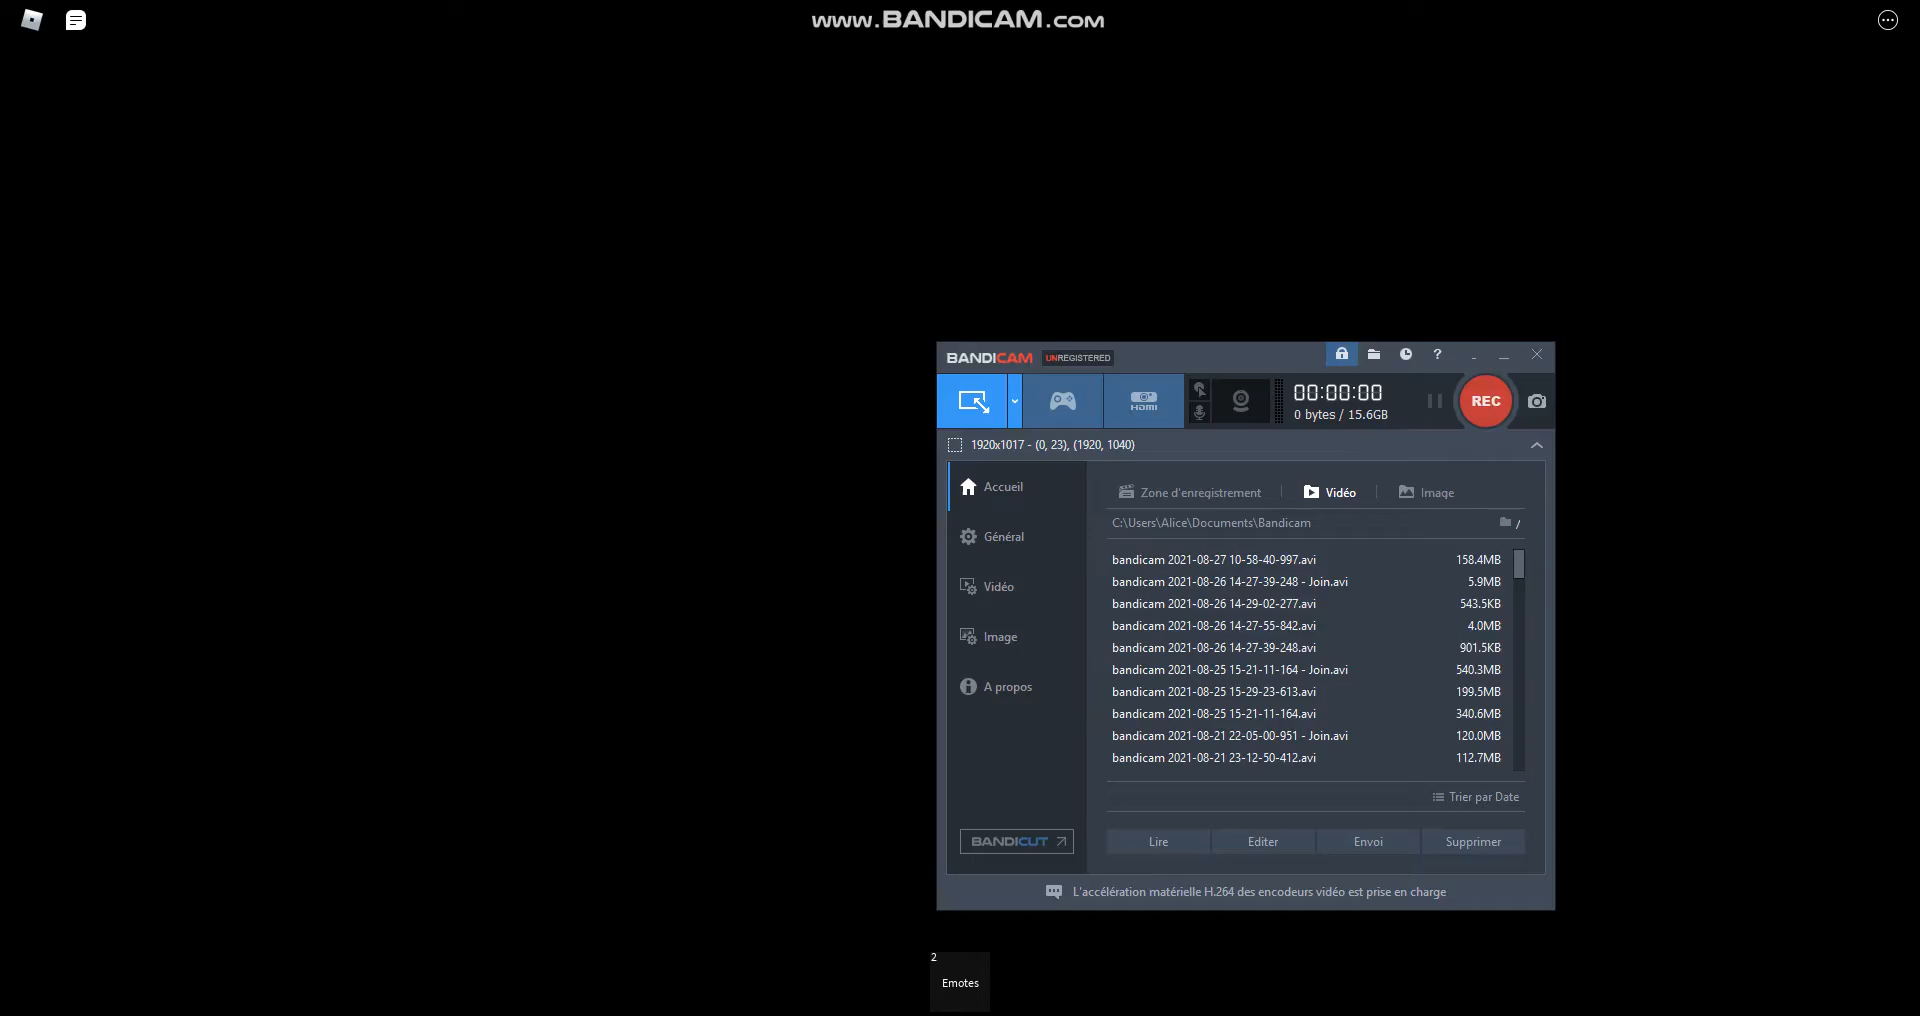 www.BANDICAM.COM
BANDICAM UNREGISTERED
?
HDMI
00:00:00
0 bytes / 15.6GB
REC
1920x1017 - (0, 23), (1920, 1040)
Accueil
Général
Vidéo
Image
A propos
BANDICUT
Zone d'enregistrement
Vidéo
Image
C:\Users\Alice\Documents\Bandicam
/
bandicam 2021-08-27 10-58-40-997.avi 158.4MB
bandicam 2021-08-26 14-27-39-248 - Join.avi 5.9MB
bandicam 2021-08-26 14-29-02-277.avi 543.5KB
bandicam 2021-08-26 14-27-55-842.avi 4.0MB
bandicam 2021-08-26 14-27-39-248.avi 901.5KB
bandicam 2021-08-25 15-21-11-164 - Join.avi 540.3MB
bandicam 2021-08-25 15-29-23-613.avi 199.5MB
bandicam 2021-08-25 15-21-11-164.avi 340.6MB
bandicam 2021-08-21 22-05-00-951 - Join.avi 120.0MB
bandicam 2021-08-21 23-12-50-412.avi 112.7MB
Trier par Date
Lire
Editer
Envoi
Supprimer
L'accélération matérielle H.264 des encodeurs vidéo est prise en charge
2
Emotes